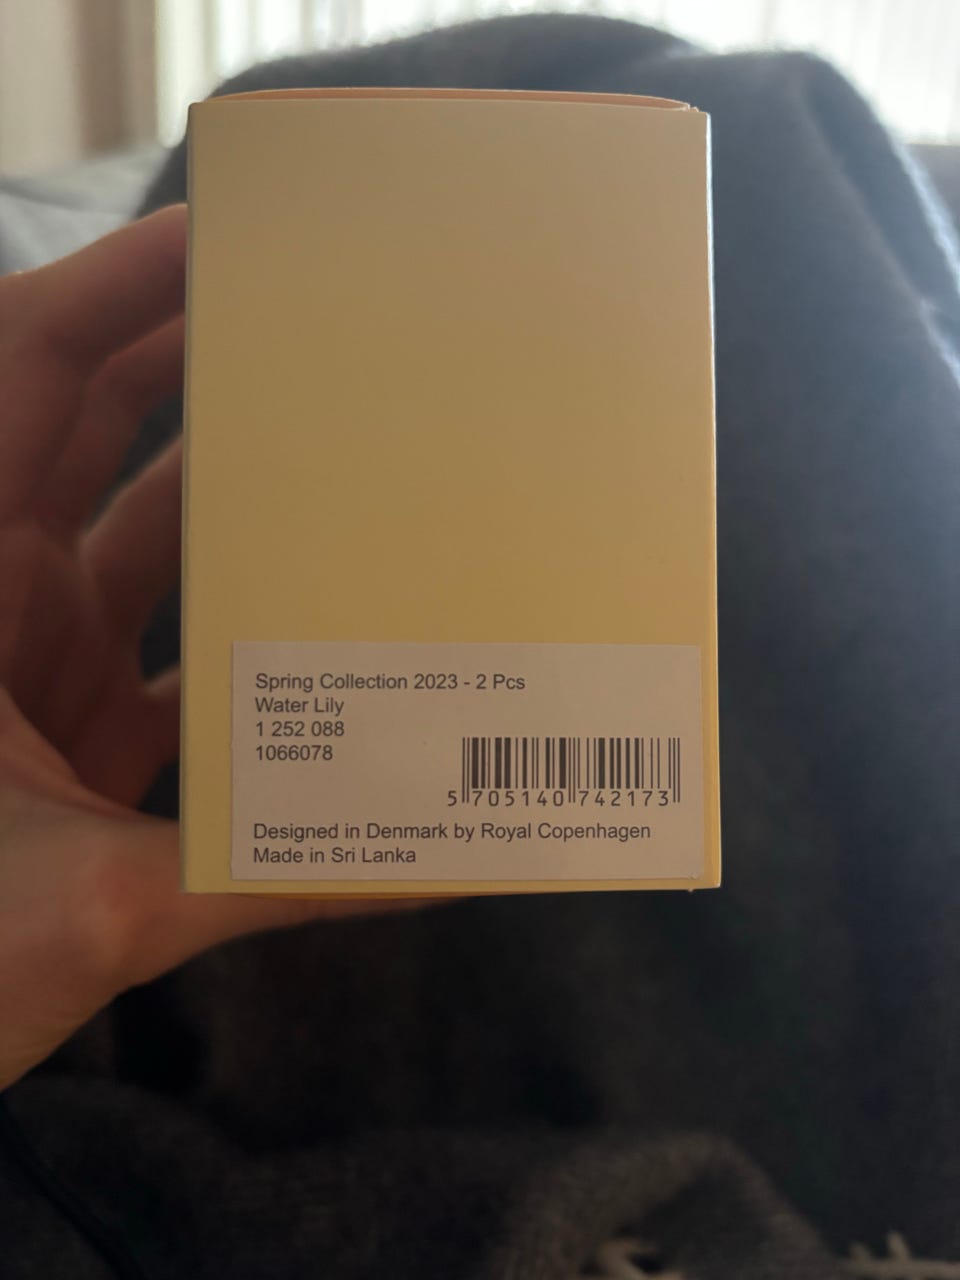 Spring Collection 2023 - 2 Pcs
Water Lily
1 252 088
1066078
5 705140 742173
Designed in Denmark by Royal Copenhagen
Made in Sri Lanka